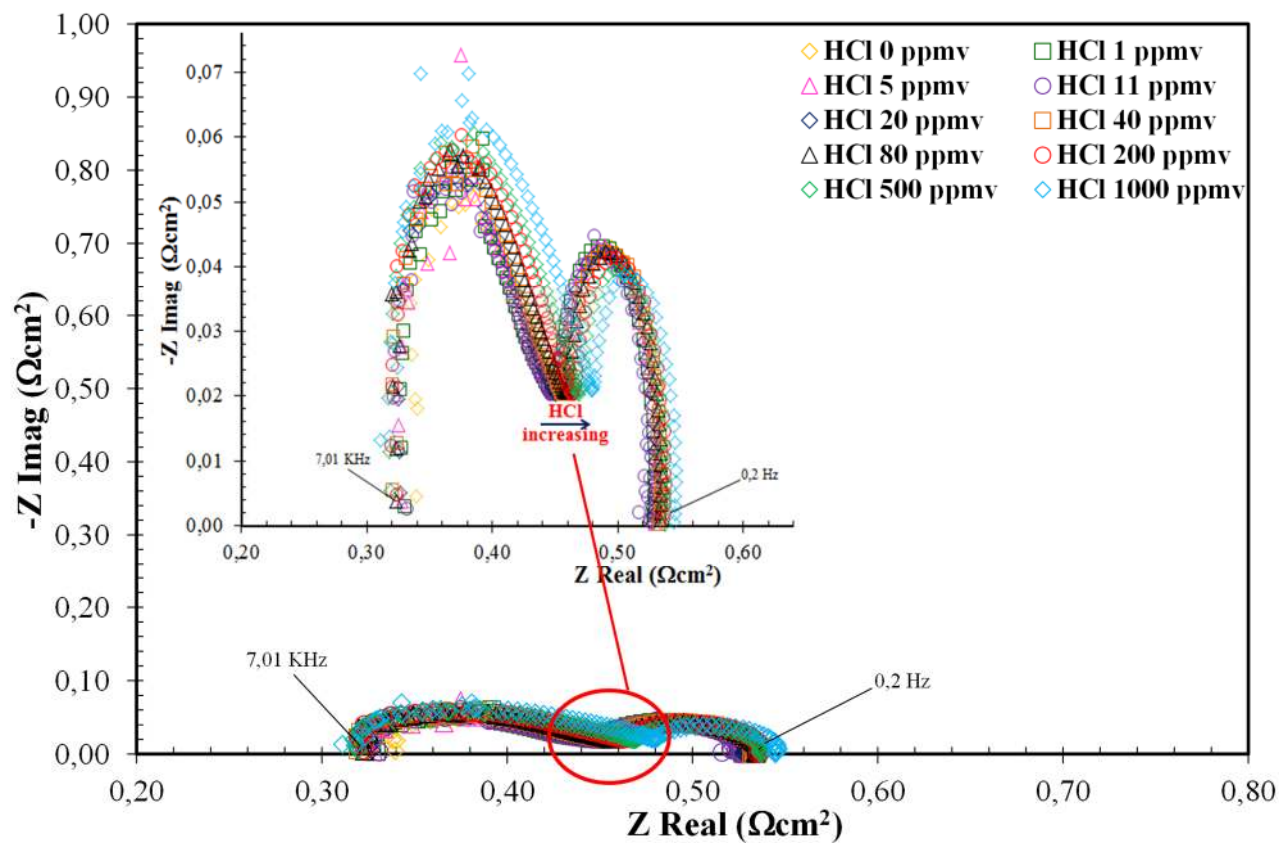 1,00
0,90
0,80
0,70
0,60
0,50
0,40
0,30
0,20
0,10
0,00
-Z Imag (Ωcm²)
0,20
0,30
0,40
0,50
0,60
0,70
0,80
Z Real (Ωcm²)
0,07
0,06
0,05
0,04
0,03
0,02
0,01
0,00
-Z Imag (Ωcm²)
0,20
0,30
0,40
0,50
0,60
Z Real (Ωcm²)
HCl 0 ppmv
HCl 1 ppmv
HCl 5 ppmv
HCl 11 ppmv
HCl 20 ppmv
HCl 40 ppmv
HCl 80 ppmv
HCl 200 ppmv
HCl 500 ppmv
HCl 1000 ppmv
HCl
increasing
7,01 KHz
0,2 Hz
7,01 KHz
0,2 Hz